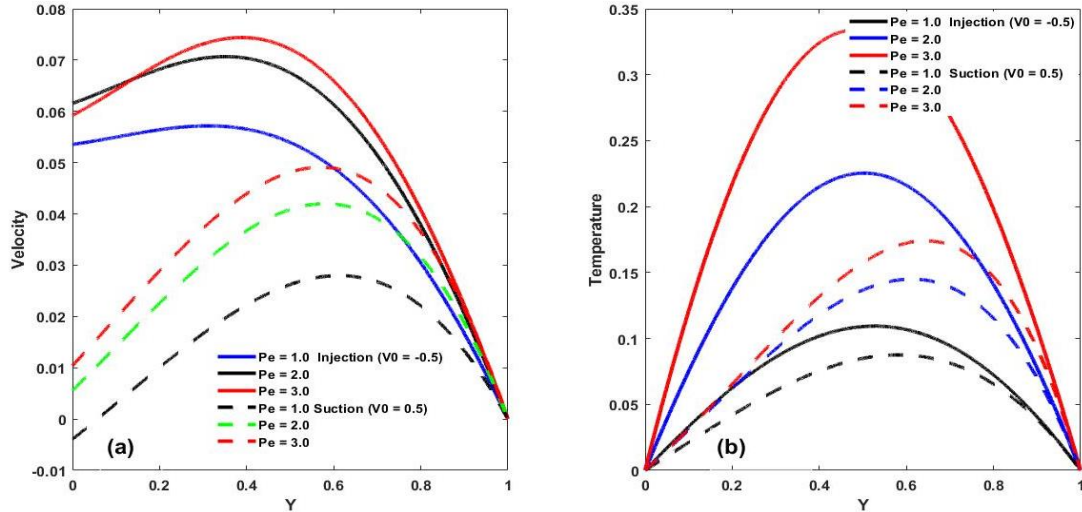 0.08
0.07
0.06
0.05
0.04
0.03
0.02
0.01
0
-0.01
Velocity
0
0.2
0.4
0.6
0.8
1
Y
Pe = 1.0 Injection (V0 = -0.5)
Pe = 2.0
Pe = 3.0
Pe = 1.0 Suction (V0 = 0.5)
Pe = 2.0
Pe = 3.0
(a)
0.35
0.3
0.25
0.2
0.15
0.1
0.05
0
Temperature
0
0.2
0.4
0.6
0.8
1
Y
Pe = 1.0 Injection (V0 = -0.5)
Pe = 2.0
Pe = 3.0
Pe = 1.0 Suction (V0 = 0.5)
Pe = 2.0
Pe = 3.0
(b)